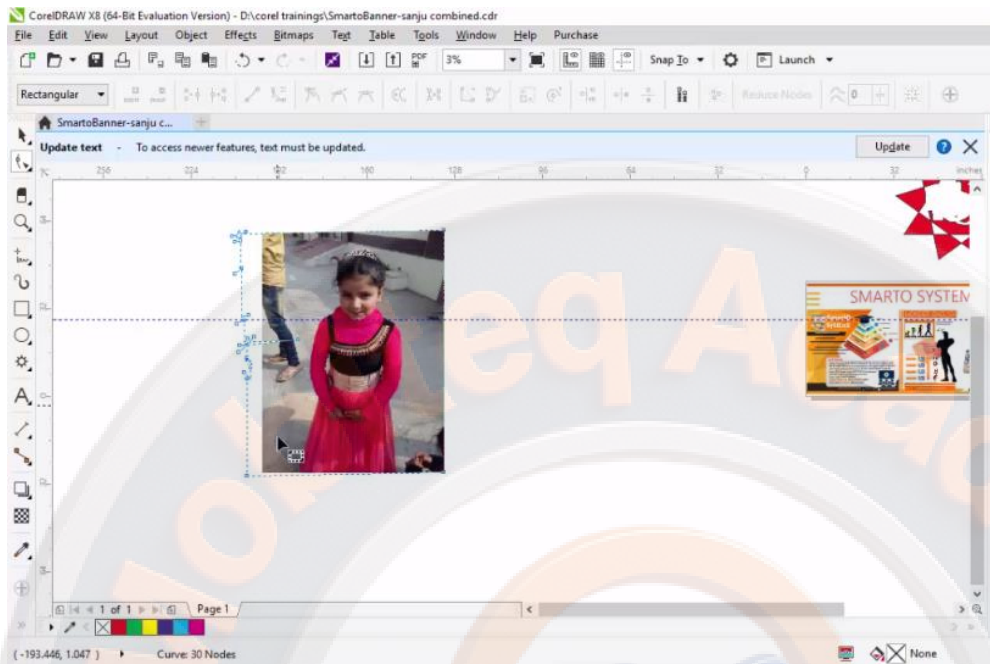 CorelDRAW X8 (64-Bit Evaluation Version) - D:\corel trainings\SmartoBanner-sanju combined.cdr
File Edit View Layout Object Effects Bitmaps Text Table Tools Window Help Purchase
PDF 3% Snap To Launch
Rectangular Reduce Nodes 0
SmartoBanner-sanju c...
Update text - To access newer features, text must be updated. Update
256 224 192 160 128 96 64 32 0 32 inches
SMARTO SYSTEM
1 of 1 Page 1
( -193.446, 1.047 ) Curve: 30 Nodes None